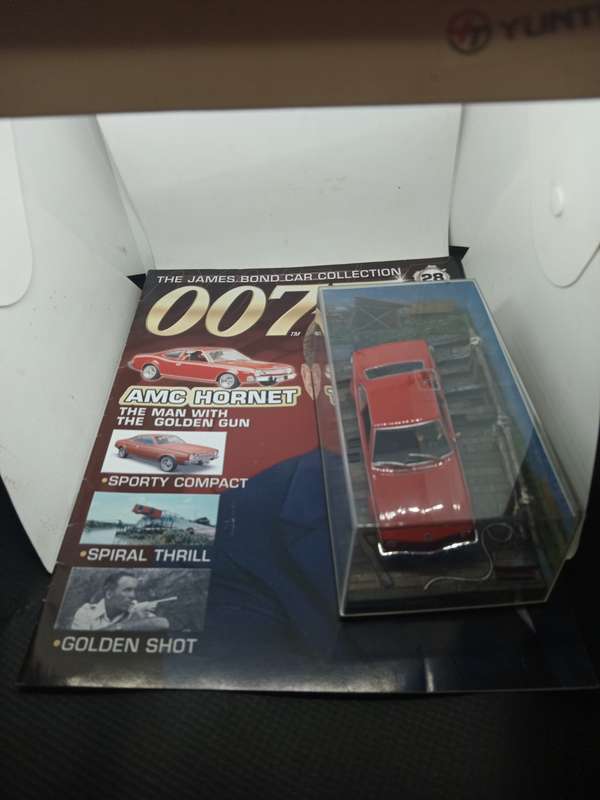 YUNT
THE JAMES BOND CAR COLLECTION
28
007
TM
AMC HORNET
THE MAN WITH
THE GOLDEN GUN
•SPORTY COMPACT
•SPIRAL THRILL
•GOLDEN SHOT